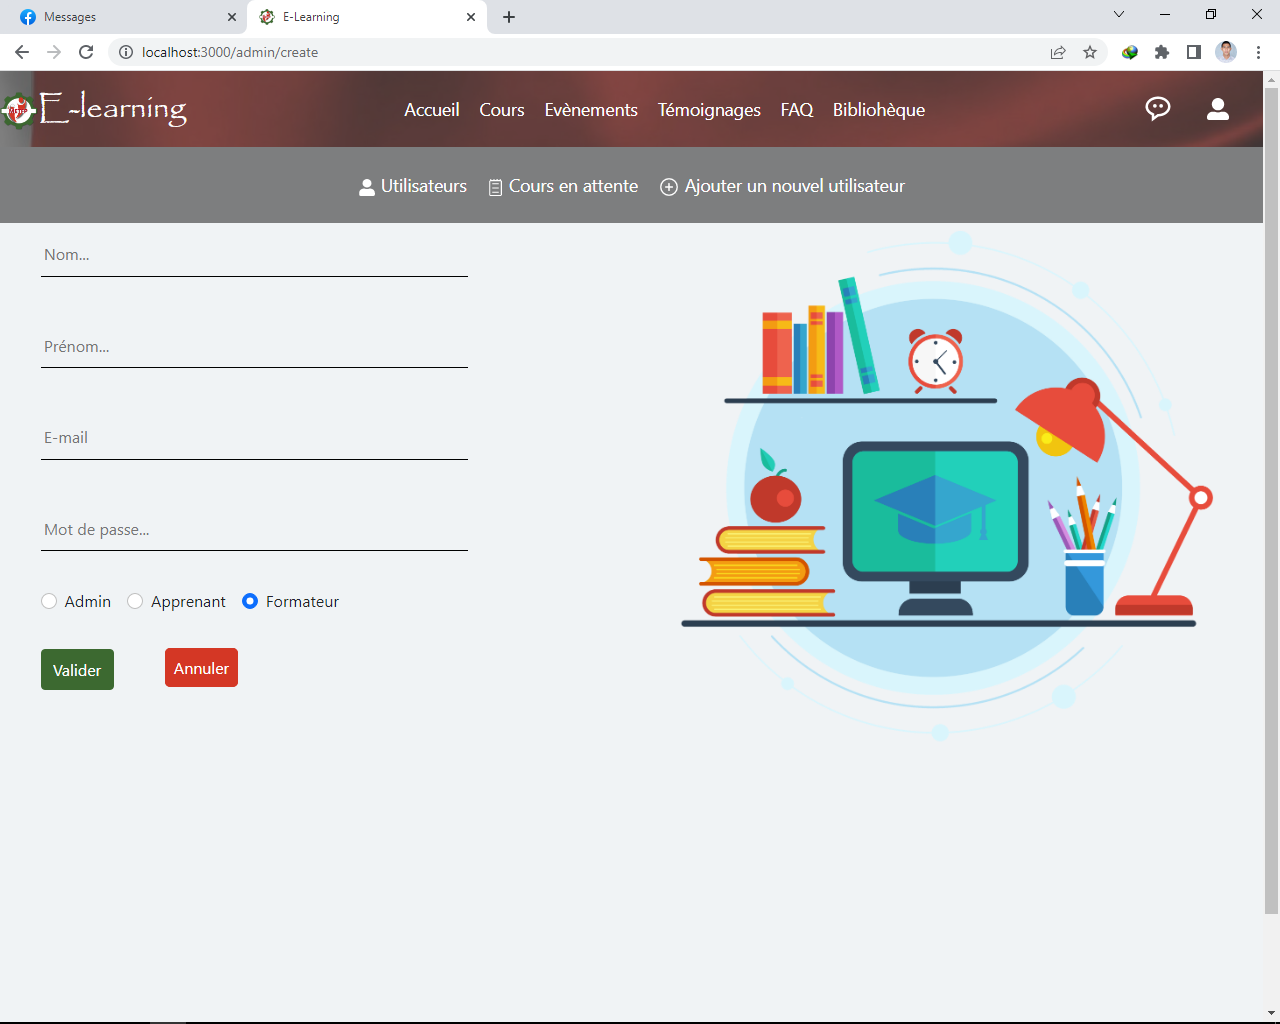 Messages
E-Learning
localhost:3000/admin/create
E-learning
Accueil Cours Evènements Témoignages FAQ Bibliohèque
Utilisateurs Cours en attente Ajouter un nouvel utilisateur
Nom...
Prénom...
E-mail
Mot de passe...
Admin Apprenant Formateur
Valider Annuler